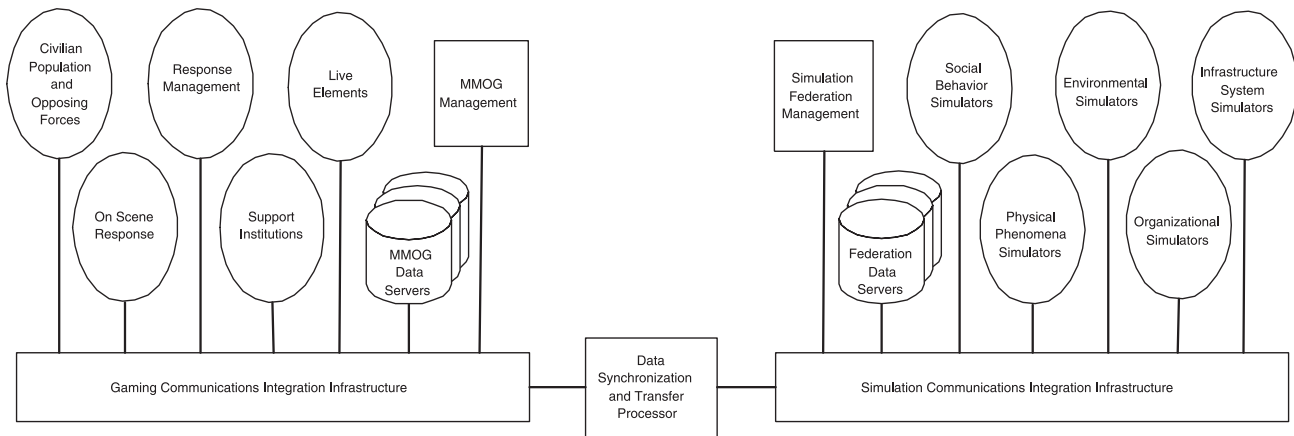 Civilian
Population
and
Opposing
Forces
Response
Management
Live
Elements
MMOG
Management
On Scene
Response
Support
Institutions
MMOG
Data
Servers
Gaming Communications Integration Infrastructure
Data
Synchronization
and Transfer
Processor
Simulation
Federation
Management
Social
Behavior
Simulators
Environmental
Simulators
Infrastructure
System
Simulators
Federation
Data
Servers
Physical
Phenomena
Simulators
Organizational
Simulators
Simulation Communications Integration Infrastructure